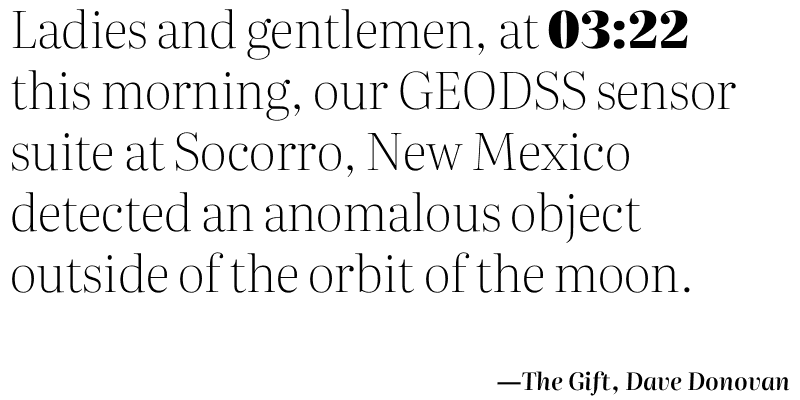 Ladies and gentlemen, at 03:22
this morning, our GEODSS sensor
suite at Socorro, New Mexico
detected an anomalous object
outside of the orbit of the moon.
—The Gift, Dave Donovan